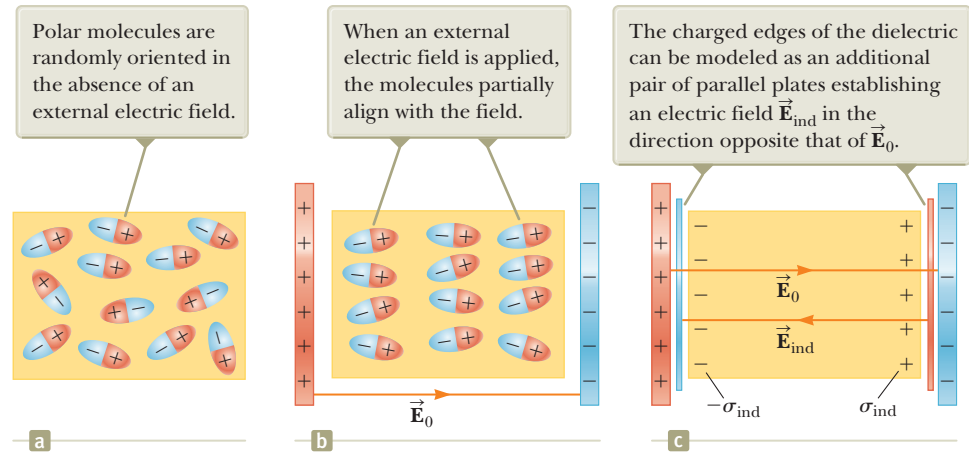 Polar molecules are
randomly oriented in
the absence of an
external electric field.
When an external
electric field is applied,
the molecules partially
align with the field.
The charged edges of the dielectric
can be modeled as an additional
pair of parallel plates establishing
an electric field E⃗ind in the
direction opposite that of E⃗0.
E⃗0
E⃗0
E⃗ind
−σind
σind
a
b
c